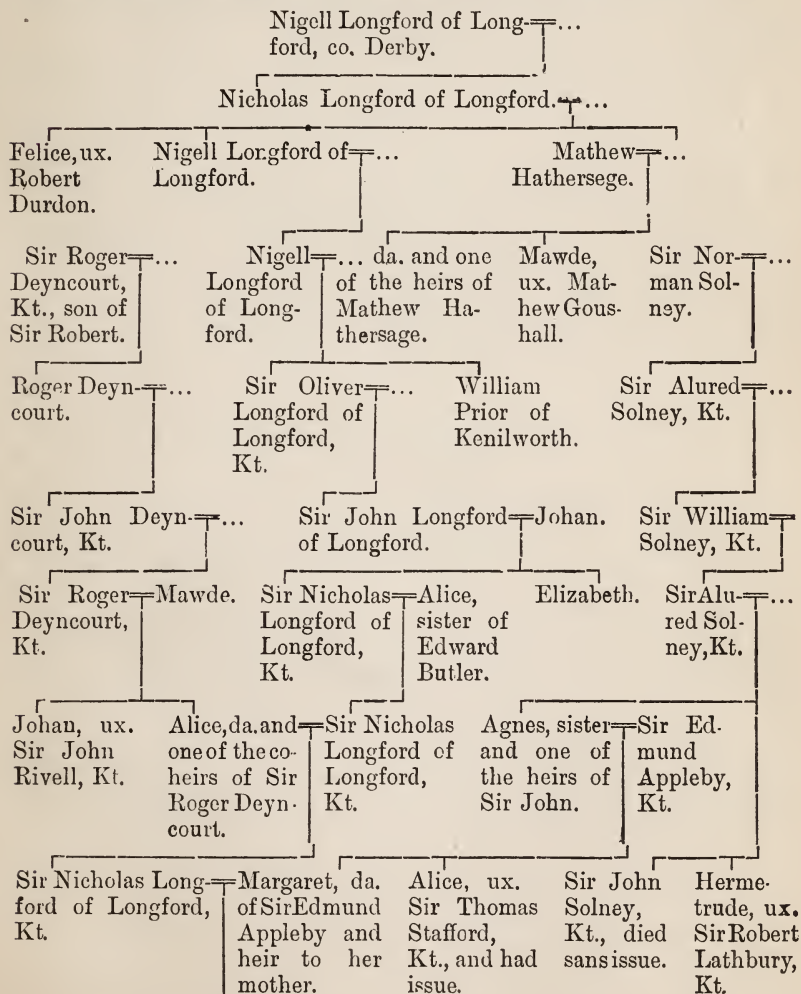 Nigell Longford of Long-=...
ford, co. Derby.
Nicholas Longford of Longford.=...
Felice, ux.
Robert
Durdon.
Nigell Longford of=...
Longford.
Mathew=...
Hathersege.
Sir Roger=...
Deyncourt,
Kt., son of
Sir Robert.
Nigell=... da. and one
Longford
of Long-
ford.
of the heirs of
Mathew Ha-
thersage.
Mawde,
ux. Mat-
hew Gous-
hall.
Sir Nor-=...
man Sol-
ney.
Roger Deyn-=...
court.
Sir Oliver=...
Longford of
Longford,
Kt.
William
Prior of
Kenilworth.
Sir Alured=...
Solney, Kt.
Sir John Deyn-=...
court, Kt.
Sir John Longford=Johan.
of Longford.
Sir William=
Solney, Kt.
Sir Roger=Mawde.
Deyncourt,
Kt.
Sir Nicholas=Alice,
Longford of
Longford,
Kt.
sister of
Edward
Butler.
Elizabeth.
Sir Alu-=...
red Sol-
ney, Kt.
Johan, ux.
Sir John
Rivell, Kt.
Alice, da. and=Sir Nicholas
one of the co-
heirs of Sir
Roger Deyn-
court.
Longford of
Longford,
Kt.
Agnes, sister=Sir Ed-
and one of
the heirs of
Sir John.
mund
Appleby,
Kt.
Sir Nicholas Long-=Margaret, da.
ford of Longford,
Kt.
of Sir Edmund
Appleby and
heir to her
mother.
Alice, ux.
Sir Thomas
Stafford,
Kt., and had
issue.
Sir John
Solney,
Kt., died
sans issue.
Herme-
trude, ux.
Sir Robert
Lathbury,
Kt.